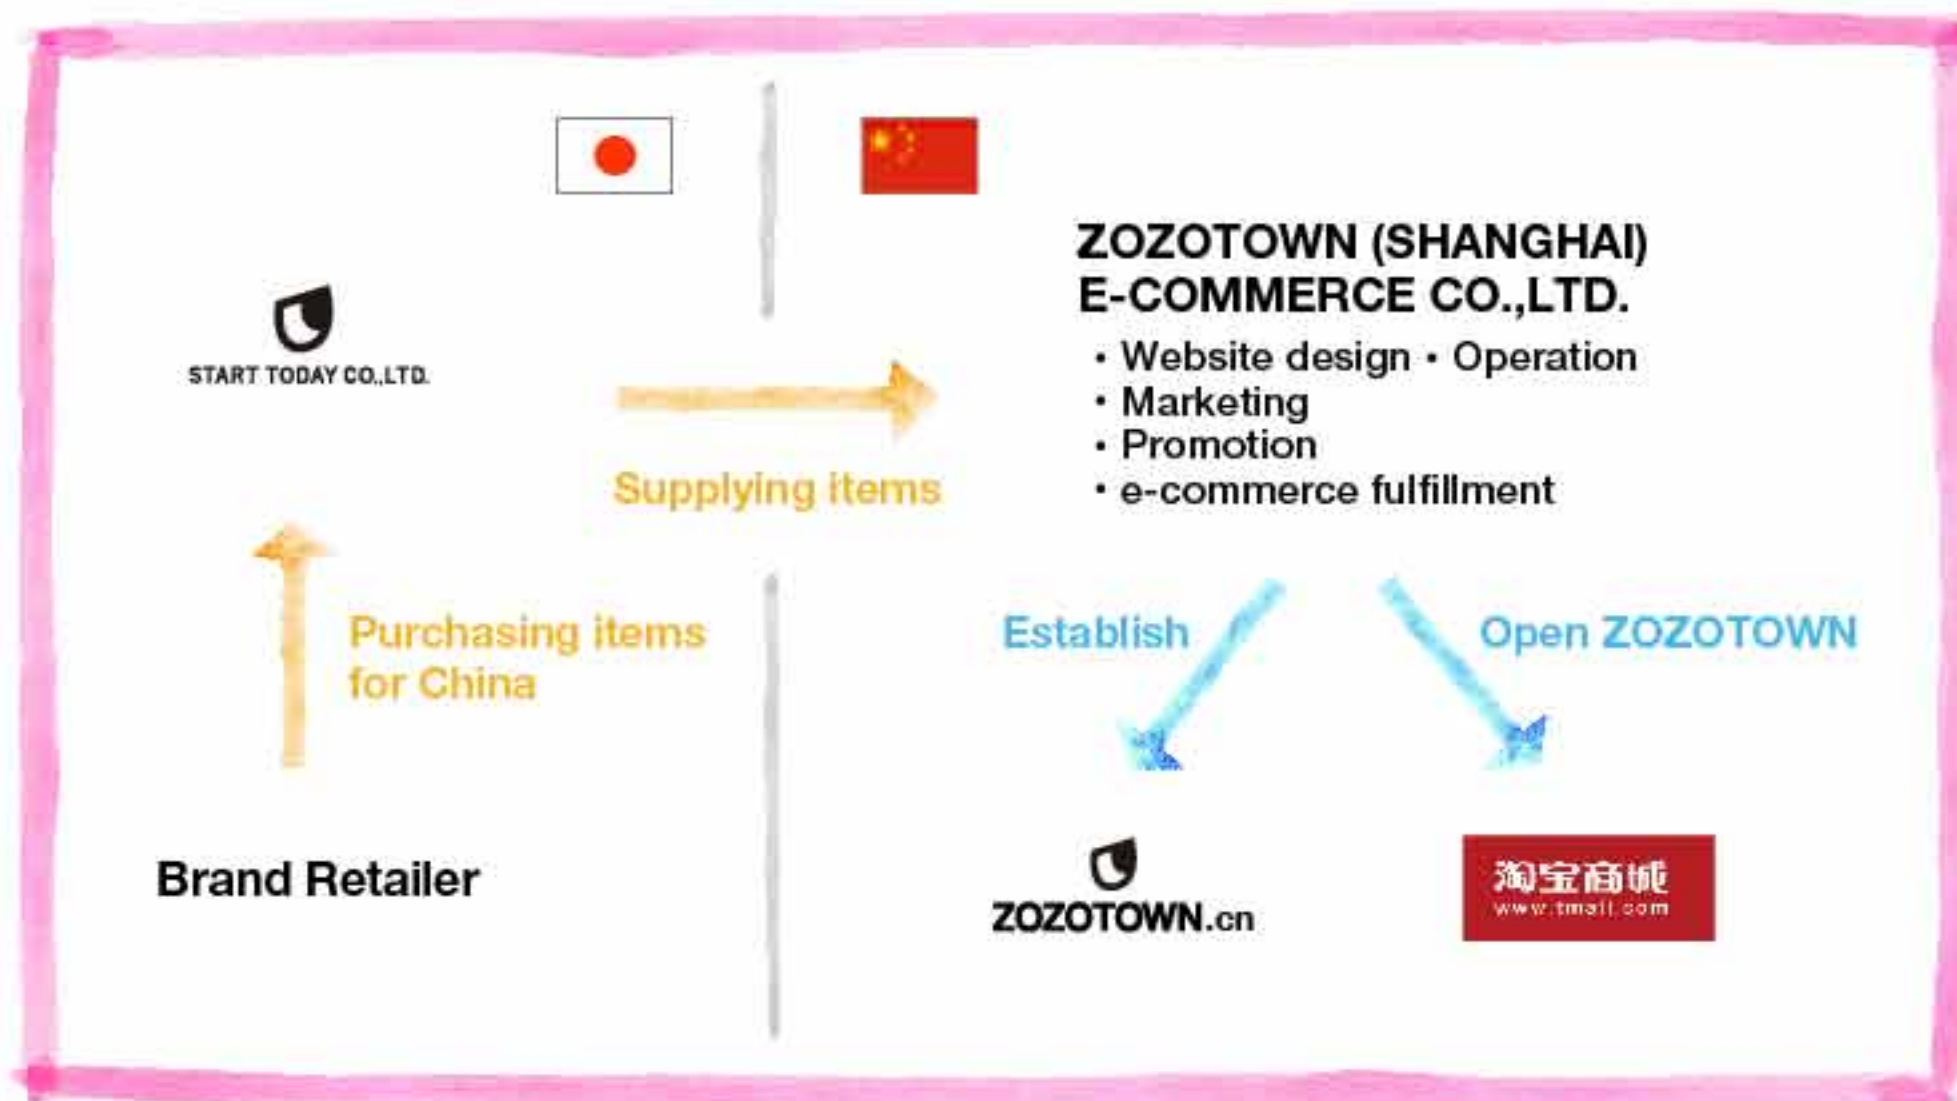 START TODAY CO.,LTD.
ZOZOTOWN (SHANGHAI)
E-COMMERCE CO.,LTD.
・Website design・Operation
・Marketing
・Promotion
・e-commerce fulfillment
Supplying items
Purchasing items
for China
Establish
Open ZOZOTOWN
Brand Retailer
ZOZOTOWN.cn
淘宝商城
www.tmall.com